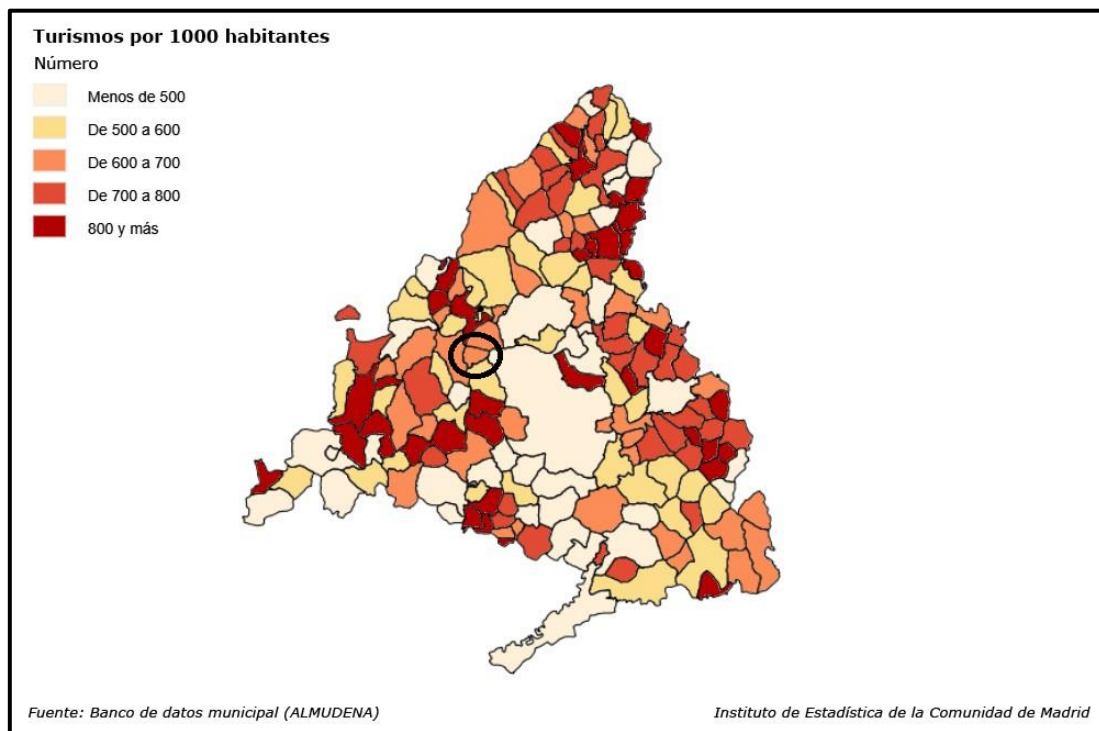 Turismos por 1000 habitantes
Número
Menos de 500
De 500 a 600
De 600 a 700
De 700 a 800
800 y más
Fuente: Banco de datos municipal (ALMUDENA)
Instituto de Estadística de la Comunidad de Madrid